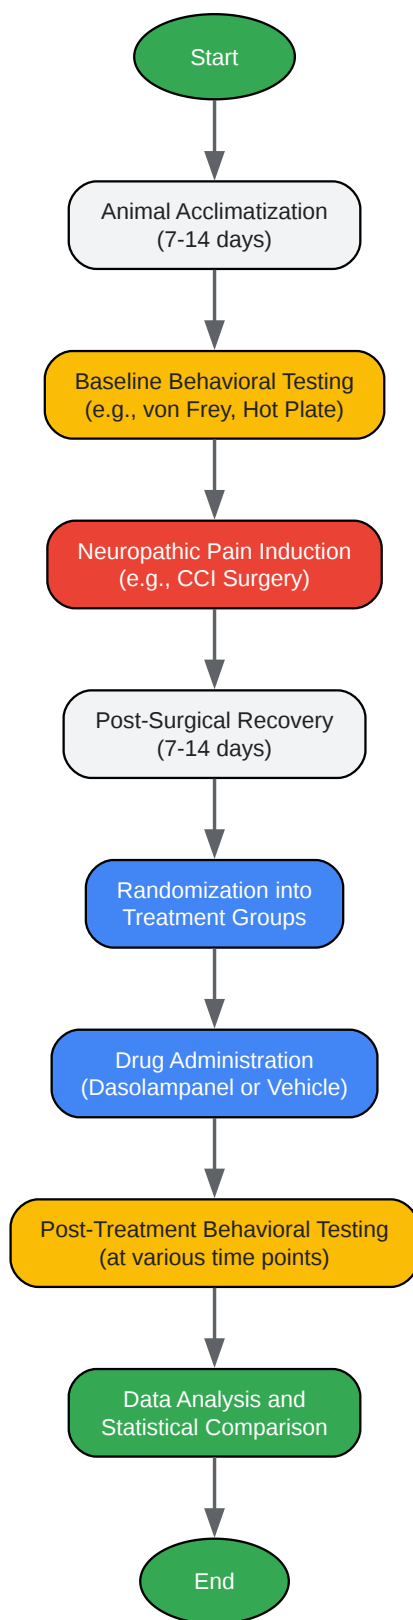 Start
Animal Acclimatization
(7-14 days)
Baseline Behavioral Testing
(e.g., von Frey, Hot Plate)
Neuropathic Pain Induction
(e.g., CCI Surgery)
Post-Surgical Recovery
(7-14 days)
Randomization into
Treatment Groups
Drug Administration
(Dasolampanel or Vehicle)
Post-Treatment Behavioral Testing
(at various time points)
Data Analysis and
Statistical Comparison
End